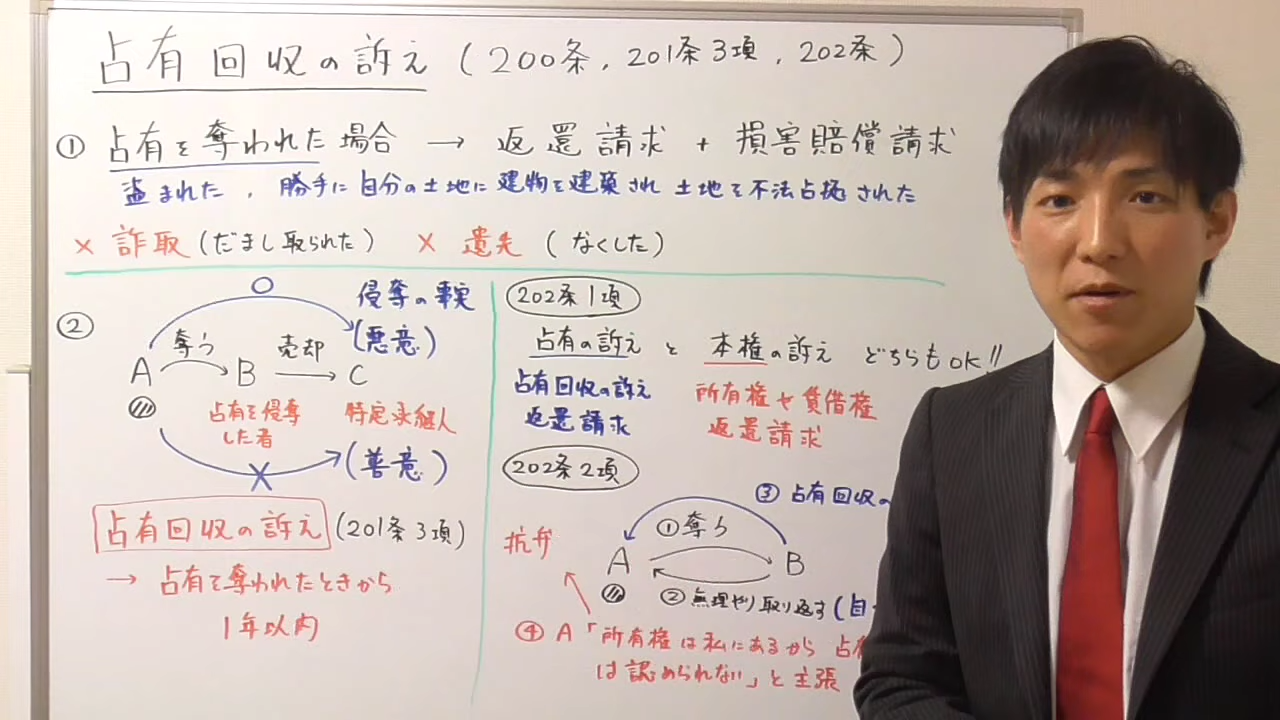 占有回収の訴え (200条, 201条3項, 202条)
① 占有を奪われた場合 → 返還請求 + 損害賠償請求
盗まれた, 勝手に自分の土地に建物を建築され 土地を不法占拠された
× 詐取 (だまし取られた) × 遺失 (なくした)
②
○ 侵奪の事実
(悪意)
奪う 売却
A B → C
占有を侵奪した者
特定承継人
× (善意)
占有回収の訴え (201条3項)
→ 占有を奪われたときから
1年以内
202条1項
占有の訴え と 本権の訴え どちらもOK!!
占有回収の訴え 所有権や賃借権
返還請求 返還請求
202条2項
③ 占有回収の
抗弁 ① 奪う
A B
② 無理やり取り返す (自
④ A「所有権は私にあるから 占有
は認められない」と主張